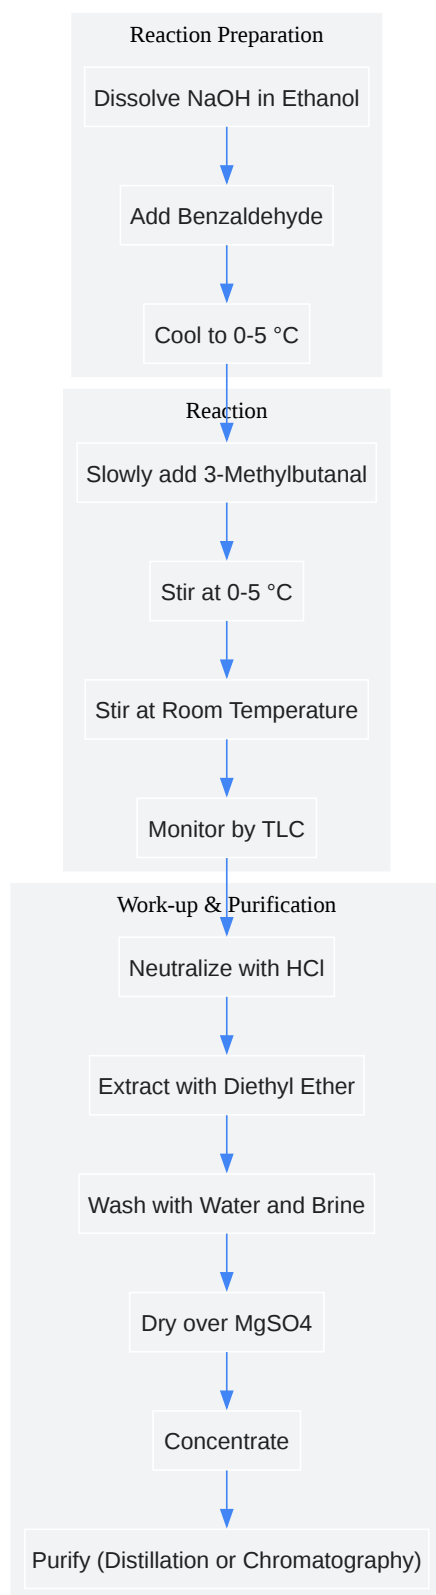 Reaction Preparation
Dissolve NaOH in Ethanol
Add Benzaldehyde
Cool to 0-5 °C
Reaction
Slowly add 3-Methylbutanal
Stir at 0-5 °C
Stir at Room Temperature
Monitor by TLC
Work-up & Purification
Neutralize with HCl
Extract with Diethyl Ether
Wash with Water and Brine
Dry over MgSO4
Concentrate
Purify (Distillation or Chromatography)